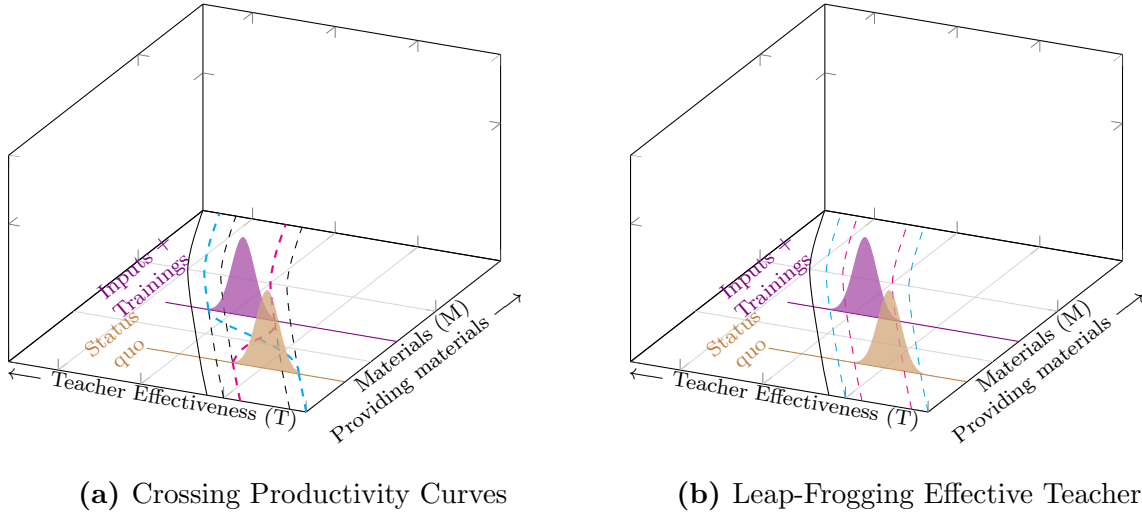 Inputs +
Trainings
Status
quo
⟵ Teacher Effectiveness (T)
Materials (M)
Providing materials ⟶
(a) Crossing Productivity Curves
Inputs +
Trainings
Status
quo
⟵ Teacher Effectiveness (T)
Materials (M)
Providing materials ⟶
(b) Leap-Frogging Effective Teacher